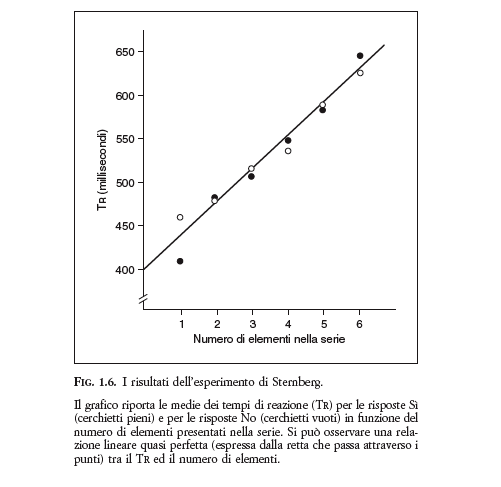 650
600
550
500
450
400
TR (millisecondi)
1 2 3 4 5 6
Numero di elementi nella serie
FIG. 1.6. I risultati dell'esperimento di Sternberg.
Il grafico riporta le medie dei tempi di reazione (TR) per le risposte Sì
(cerchietti pieni) e per le risposte No (cerchietti vuoti) in funzione del
numero di elementi presentati nella serie. Si può osservare una rela-
zione lineare quasi perfetta (espressa dalla retta che passa attraverso i
punti) tra il TR ed il numero di elementi.